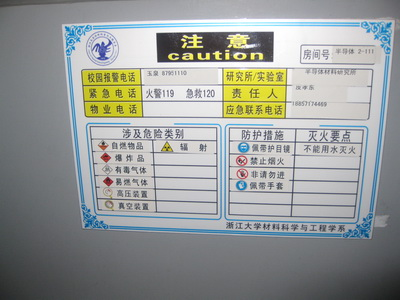 注 意
caution
房间号 半导体 2-111
校园报警电话 玉泉 87951110 研究所/实验室 半导体材料研究所
紧急电话 火警119 急救120 责任人
物业电话 应急联系电话 18857174469
涉及危险类别
自燃物品 辐射
爆炸品
有毒气体
易燃气体
高压装置
真空装置
防护措施 灭火要点
佩带护目镜 不能用水灭火
禁止烟火
非请勿进
佩带手套
浙江大学材料科学与工程学系